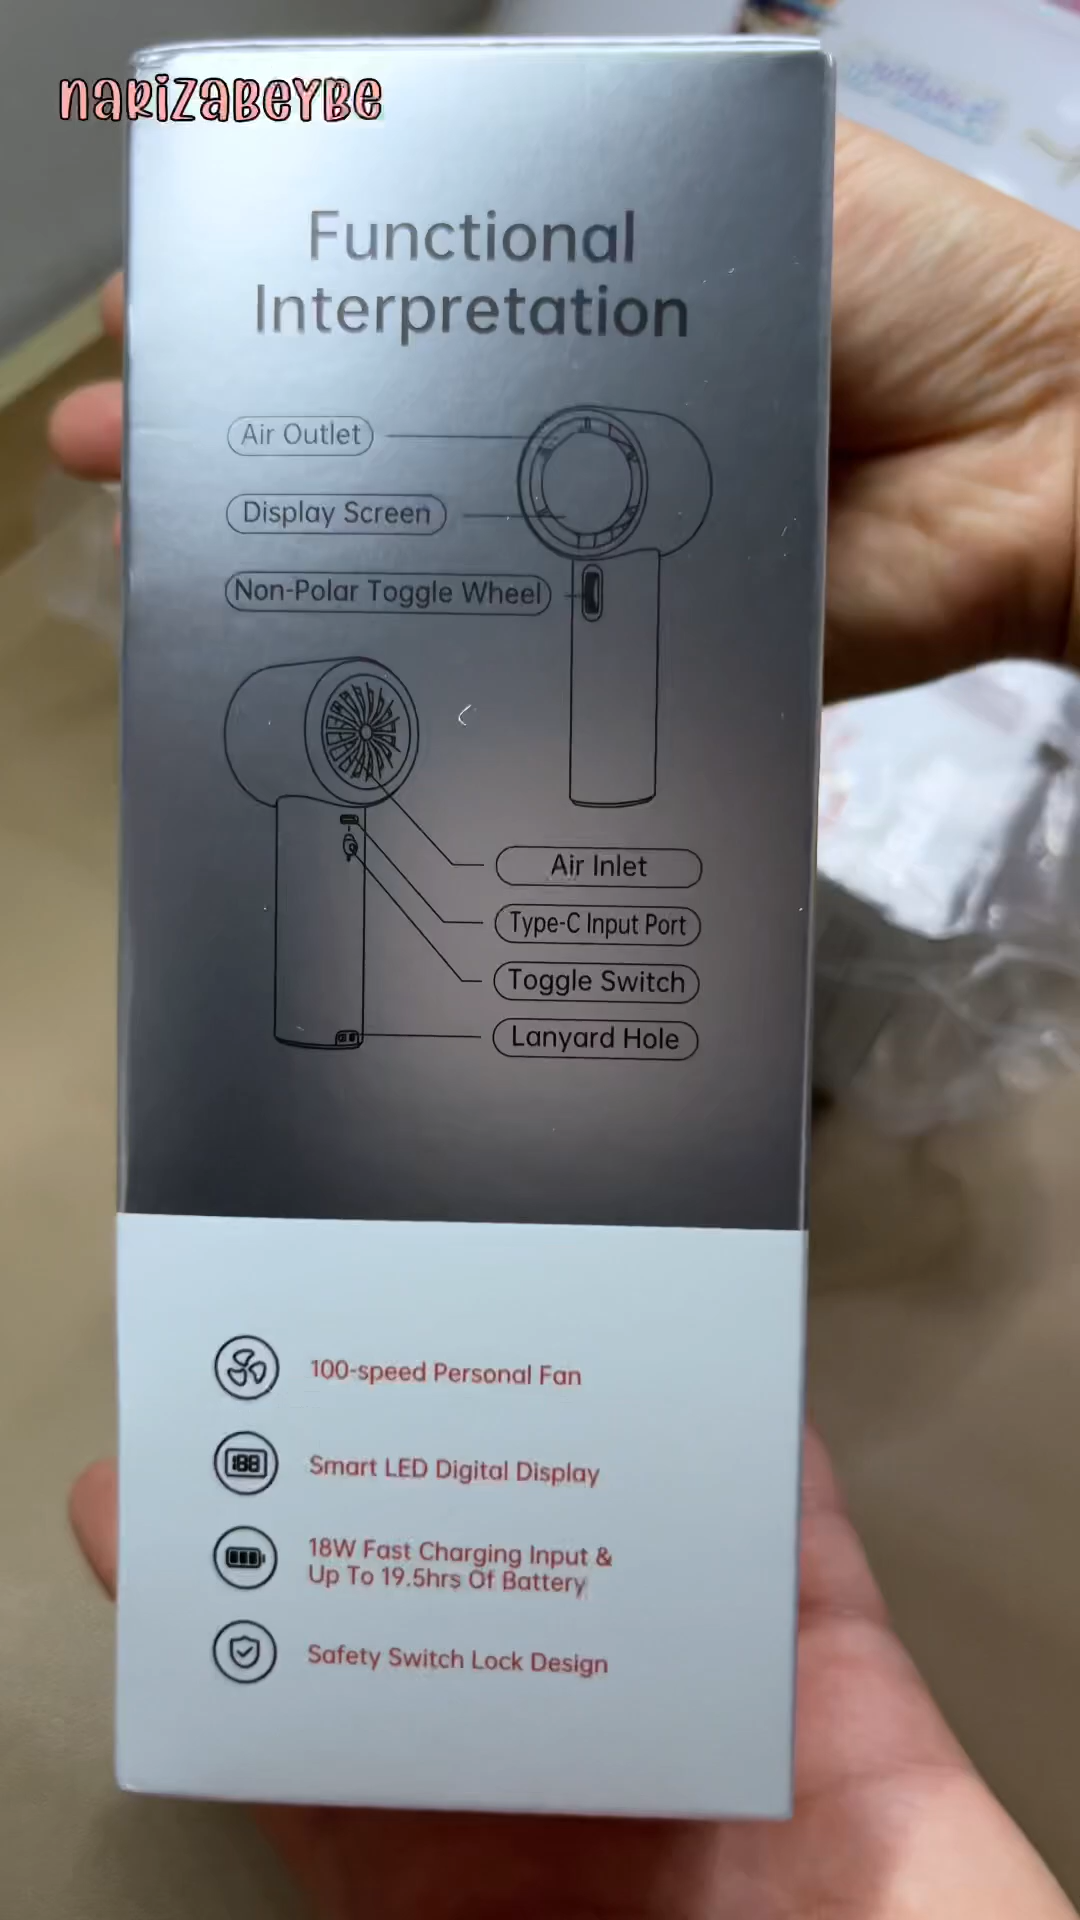 NARIZABEYBE
Functional
Interpretation
Air Outlet
Display Screen
Non-Polar Toggle Wheel
Air Inlet
Type-C Input Port
Toggle Switch
Lanyard Hole
100-speed Personal Fan
188
Smart LED Digital Display
18W Fast Charging Input &
Up To 19.5hrs Of Battery
Safety Switch Lock Design